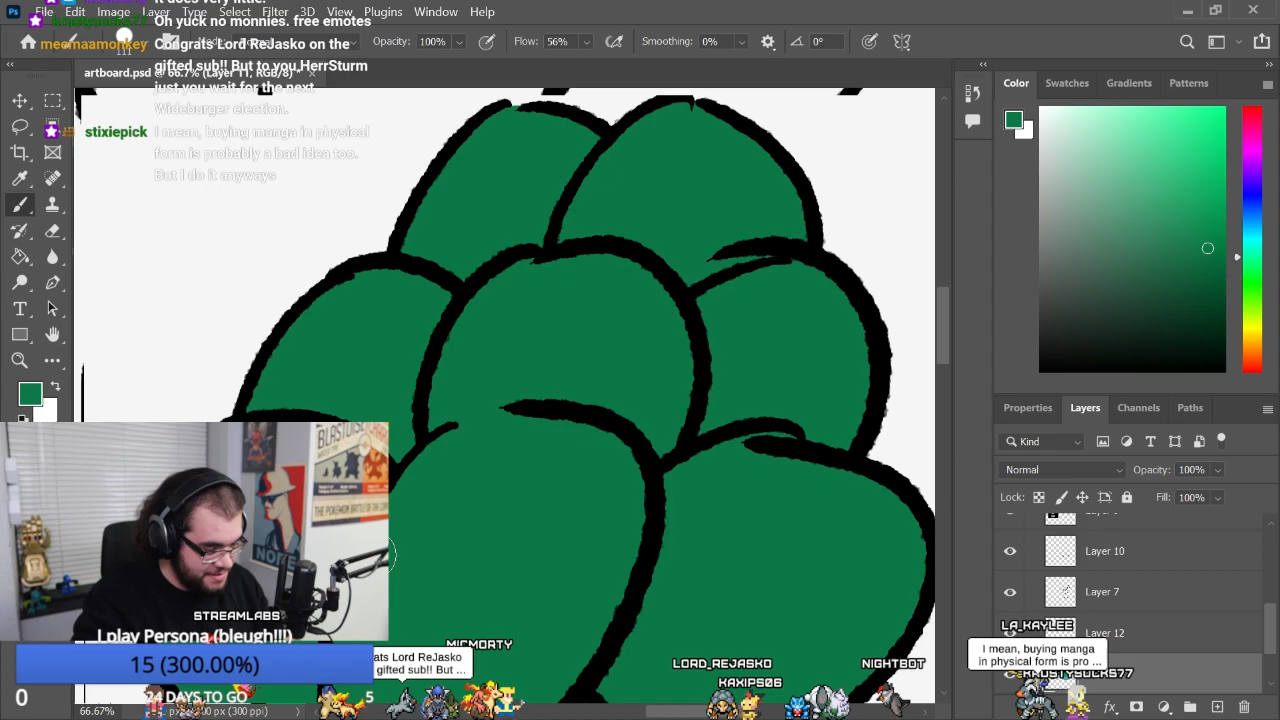 File Edit Image Layer Type Select Filter 3D View Plugins Window Help
Opacity: 100% Flow: 56% Smoothing: 0% 0°
artboard.psd @ 66.7% (Layer 11, RGB/8) *
It does very little.
krustysocks77
Oh yuck no monnies. free emotes
meemaamonkey
Congrats Lord ReJasko on the
gifted sub!! But to you HerrSturm
just you wait for the next
Wideburger election.
stixiepick
I mean, buying manga in physical
form is probably a bad idea too.
But I do it anyways
Color Swatches Gradients Patterns
Properties Layers Channels Paths
Kind
Normal Opacity: 100%
Lock: Fill: 100%
Layer 10
Layer 7
Layer 12
BLASTOISE
NOPE
STREAMLABS
I play Persona (bleugh!!!)
15 (300.00%)
0
24 DAYS TO GO
5
MICMORTY
ats Lord ReJasko
gifted sub!! But ...
LORD_REJASKO
KAXIPS06
NIGHTBOT
LA_KAYLEE
I mean, buying manga
in physical form is pro ...
KRUSTYSOCKS77
66.67%
px (300 ppi)